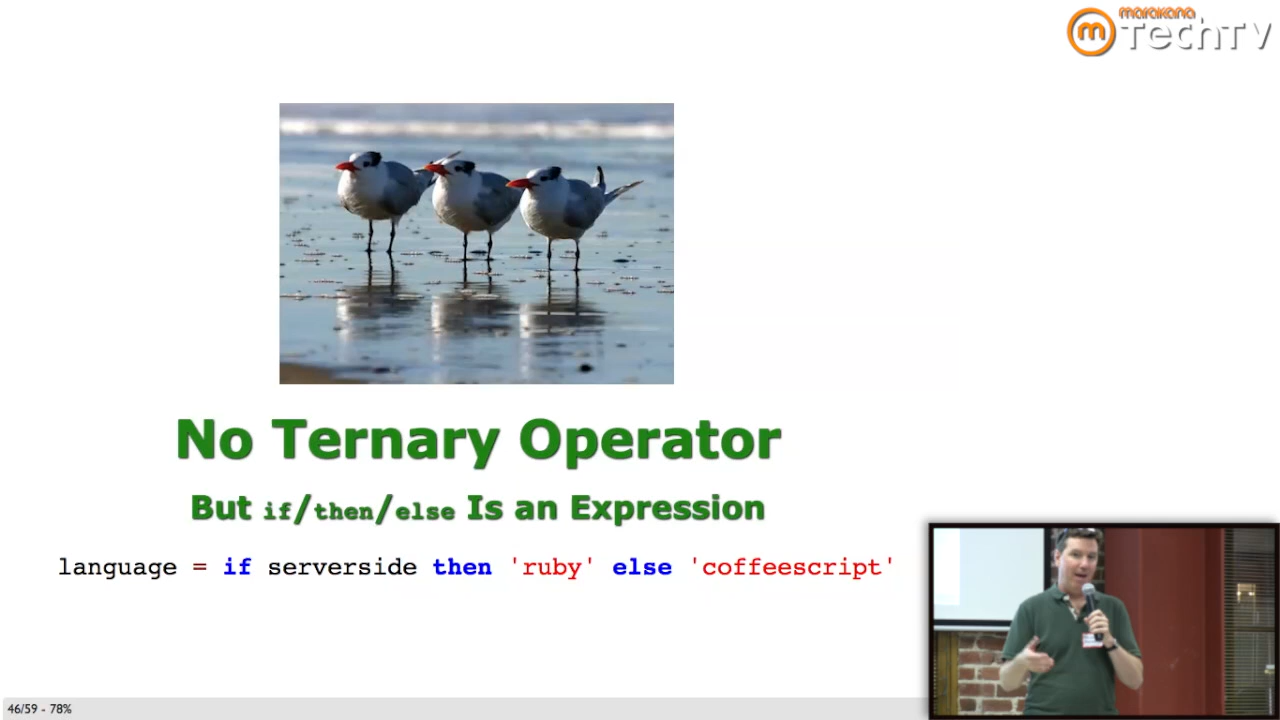 marakana
TechTV
No Ternary Operator
But if/then/else Is an Expression
language = if serverside then 'ruby' else 'coffeescript'
46/59 - 78%